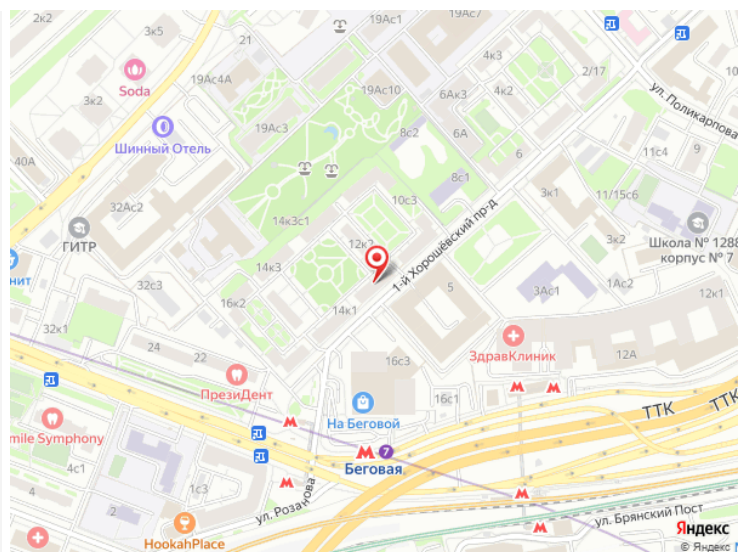 2к2
3к5
21
19Ас1
19Ас7
Soda
19Ас4А
3к2
19Ас10
4к3
2/17
6Ак3
4к2
ул. Поликарпова
Шинный Отель
19Ас3
8с2
6А
40А
6
11с4
9
32Ас2
8с1
10с3
3к1
11/15с6
14к3с1
ГИТР
12к2
1-й Хорошёвский пр-д
3к2
Школа № 1288,
корпус № 7
нит
14к3
32с3
16к2
5
3Ас1
1Ас2
12к1
14к1
32к1
24
22
16с3
ЗдравКлиник
12А
ПрезиДент
На Беговой
16с1
ТТК
ТТК
mile Symphony
7
Беговая
4с1
1с3
ул. Розанова
ул. Брянский Пост
HookahPlace
Яндекс
© Яндекс